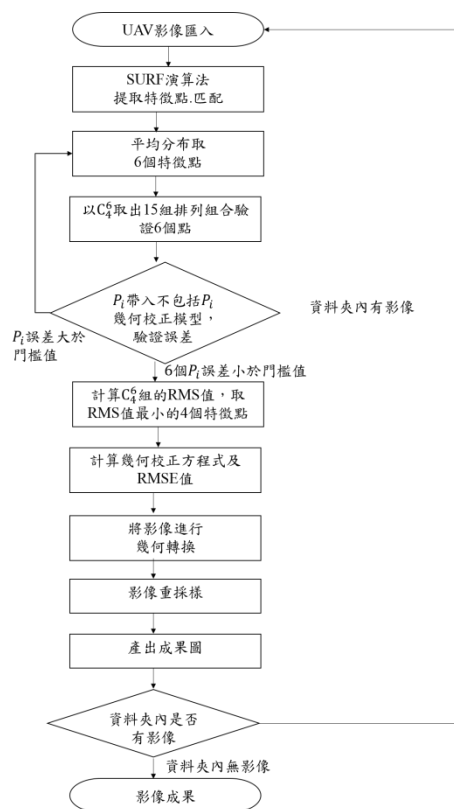 UAV影像匯入
SURF演算法
提取特徵點.匹配
平均分布取
6個特徵點
以C⁶₄取出15組排列組合驗
證6個點
Pᵢ帶入不包括Pᵢ
幾何校正模型，
驗證誤差
資料夾內有影像
Pᵢ誤差大於
門檻值
6個Pᵢ誤差小於門檻值
計算C⁶₄組的RMS值，取
RMS值最小的4個特徵點
計算幾何校正方程式及
RMSE值
將影像進行
幾何轉換
影像重採樣
產出成果圖
資料夾內是否
有影像
資料夾內無影像
影像成果